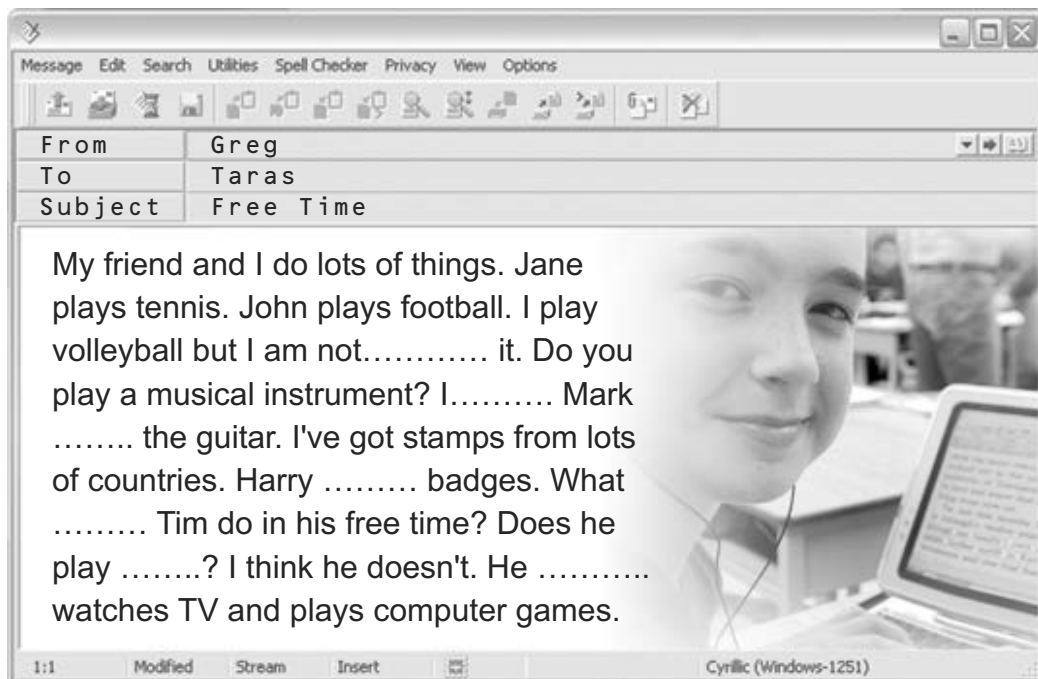 Message Edit Search Utilities Spell Checker Privacy View Options
From Greg
To Taras
Subject Free Time
My friend and I do lots of things. Jane
plays tennis. John plays football. I play
volleyball but I am not………… it. Do you
play a musical instrument? I………. Mark
…….. the guitar. I've got stamps from lots
of countries. Harry ……… badges. What
……… Tim do in his free time? Does he
play ……..? I think he doesn't. He ………..
watches TV and plays computer games.
1:1 Modified Stream Insert Cyrillic (Windows-1251)